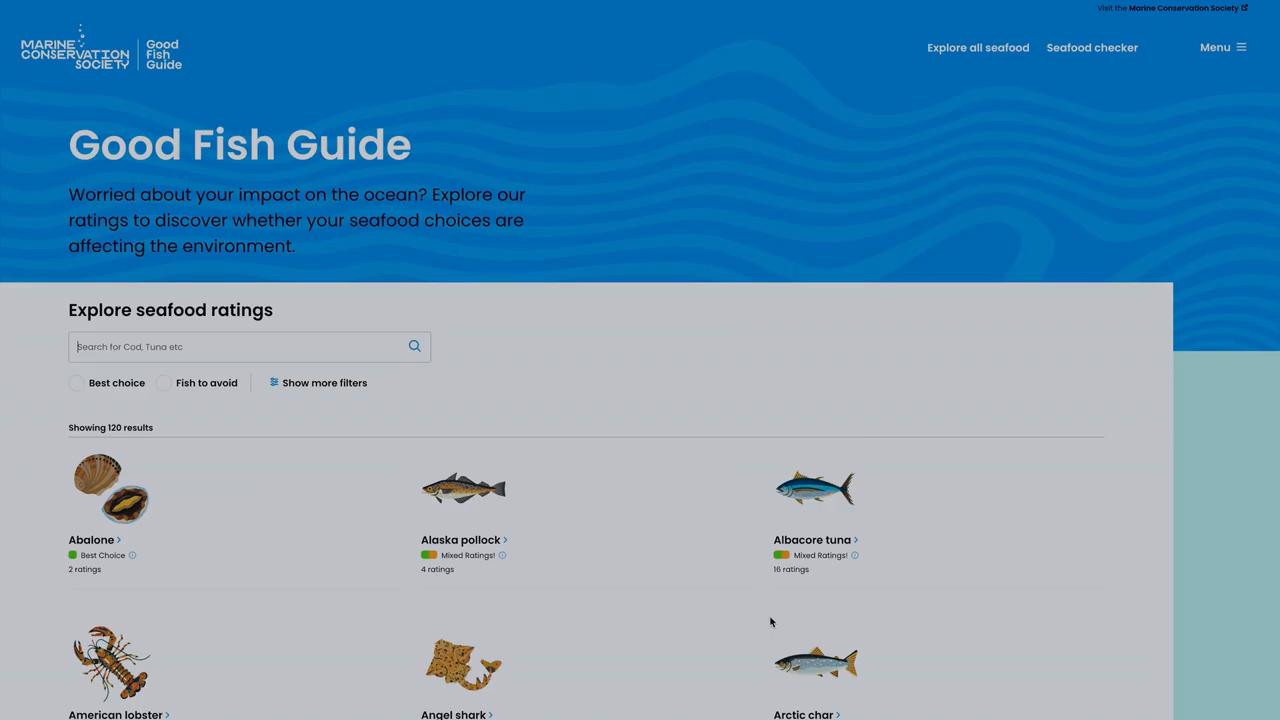 Visit the Marine Conservation Society
MARINE
CONSERVATION
SOCIETY
Good
Fish
Guide
Explore all seafood
Seafood checker
Menu
Good Fish Guide
Worried about your impact on the ocean? Explore our
ratings to discover whether your seafood choices are
affecting the environment.
Explore seafood ratings
Search for Cod, Tuna etc
Best choice
Fish to avoid
Show more filters
Showing 120 results
Abalone
Best Choice
2 ratings
Alaska pollock
Mixed Ratings!
4 ratings
Albacore tuna
Mixed Ratings!
16 ratings
American lobster
Angel shark
Arctic char